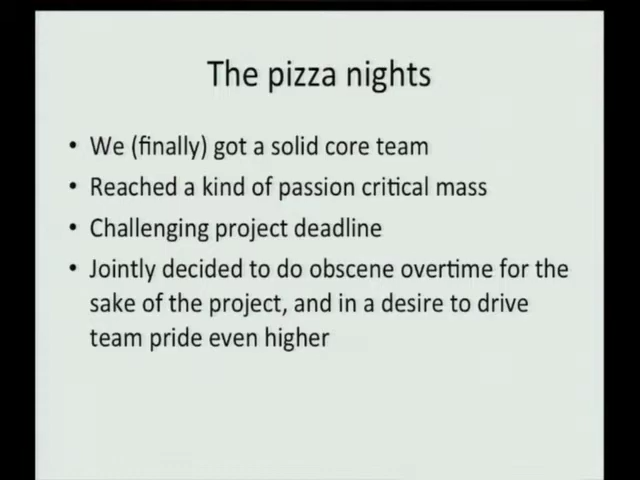 The pizza nights
• We (finally) got a solid core team
• Reached a kind of passion critical mass
• Challenging project deadline
• Jointly decided to do obscene overtime for the
sake of the project, and in a desire to drive
team pride even higher